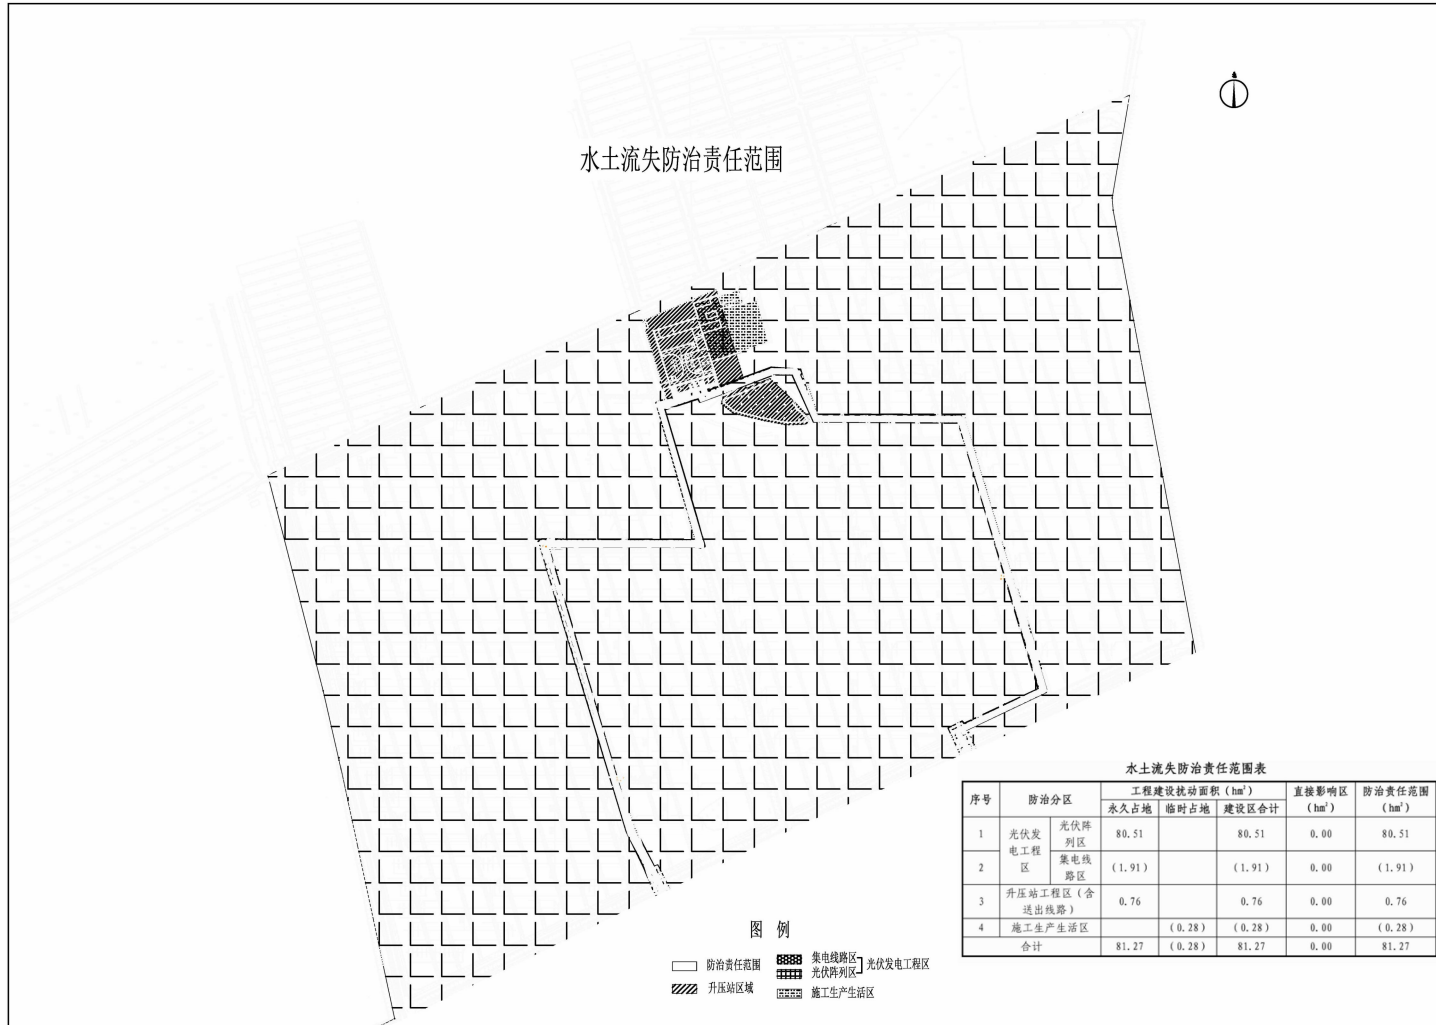 水土流失防治责任范围
水土流失防治责任范围表
序号 防治分区 工程建设扰动面积（hm²） 直接影响区（hm²） 防治责任范围（hm²）
永久占地 临时占地 建设区合计
1 光伏发电工程区 光伏阵列区 80.51 80.51 0.00 80.51
2 集电线路区 (1.91) (1.91) 0.00 (1.91)
3 升压站工程区（含送出线路） 0.76 0.76 0.00 0.76
4 施工生产生活区 (0.28) (0.28) 0.00 (0.28)
合计 81.27 (0.28) 81.27 0.00 81.27
图 例
防治责任范围 集电线路区 光伏发电工程区
光伏阵列区
升压站区域 施工生产生活区